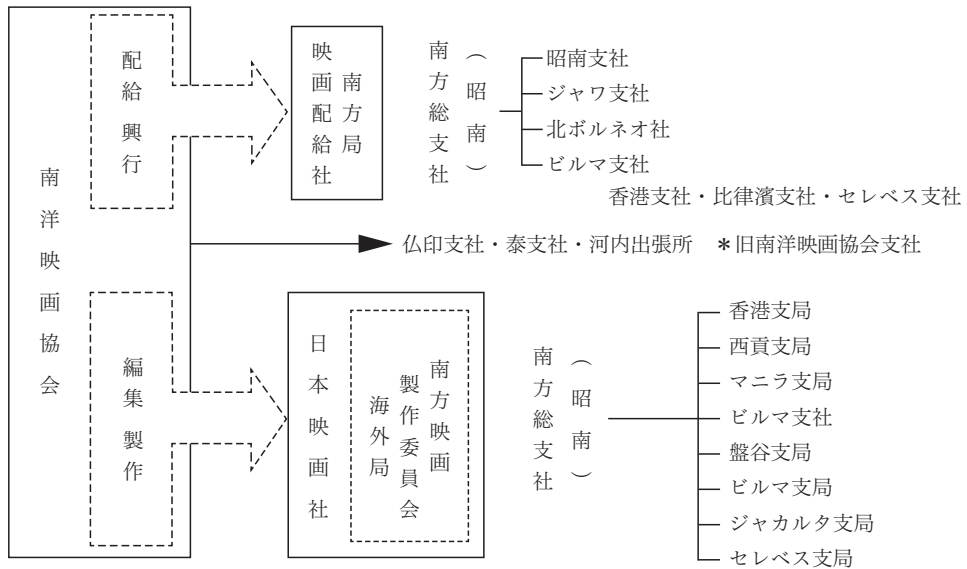 南洋映画協会
配給興行
映画配給社
南方局
南方総支社
（昭南）
昭南支社
ジャワ支社
北ボルネオ社
ビルマ支社
香港支社・比律濱支社・セレベス支社
仏印支社・泰支社・河内出張所　＊旧南洋映画協会支社
編集製作
日本映画社
南方映画
製作委員会
海外局
南方総支社
（昭南）
香港支局
西貢支局
マニラ支局
ビルマ支社
盤谷支局
ビルマ支局
ジャカルタ支局
セレベス支局